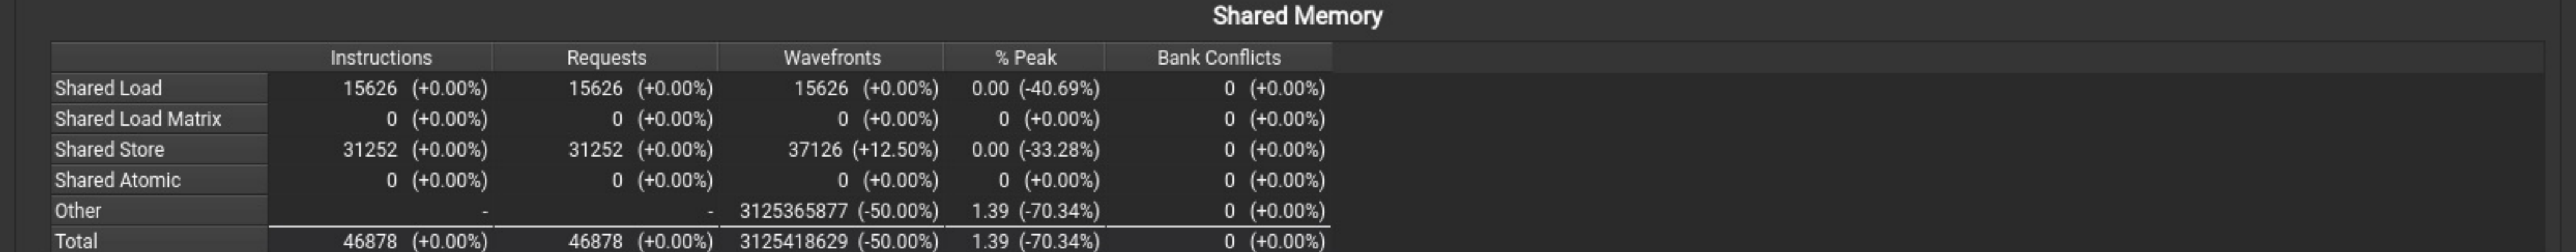 Shared Memory
Instructions Requests Wavefronts % Peak Bank Conflicts
Shared Load 15626 (+0.00%) 15626 (+0.00%) 15626 (+0.00%) 0.00 (-40.69%) 0 (+0.00%)
Shared Load Matrix 0 (+0.00%) 0 (+0.00%) 0 (+0.00%) 0 (+0.00%) 0 (+0.00%)
Shared Store 31252 (+0.00%) 31252 (+0.00%) 37126 (+12.50%) 0.00 (-33.28%) 0 (+0.00%)
Shared Atomic 0 (+0.00%) 0 (+0.00%) 0 (+0.00%) 0 (+0.00%) 0 (+0.00%)
Other - - 3125365877 (-50.00%) 1.39 (-70.34%) 0 (+0.00%)
Total 46878 (+0.00%) 46878 (+0.00%) 3125418629 (-50.00%) 1.39 (-70.34%) 0 (+0.00%)